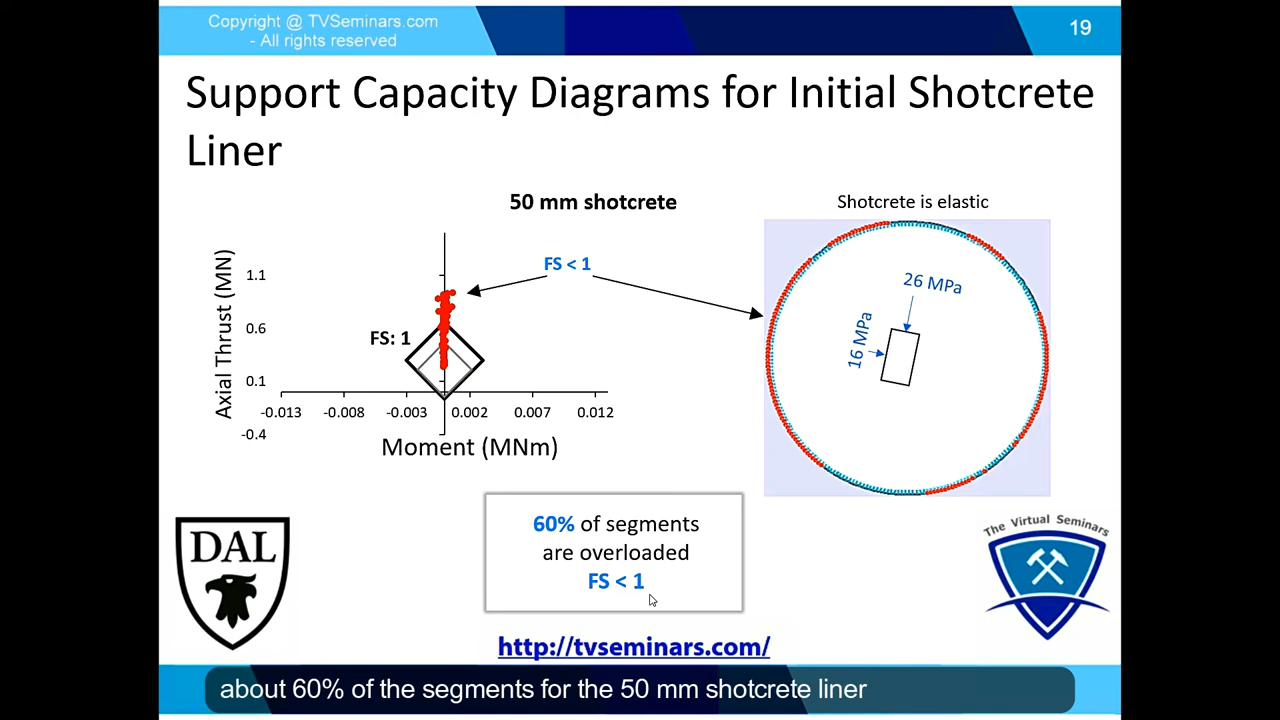 Copyright @ TVSeminars.com
- All rights reserved
19
Support Capacity Diagrams for Initial Shotcrete
Liner
50 mm shotcrete
Shotcrete is elastic
Axial Thrust (MN)
1.1
0.6
0.1
-0.4
FS < 1
FS: 1
-0.013
-0.008
-0.003
0.002
0.007
0.012
Moment (MNm)
26 MPa
16 MPa
60% of segments
are overloaded
FS < 1
DAL
The Virtual Seminars
http://tvseminars.com/
about 60% of the segments for the 50 mm shotcrete liner